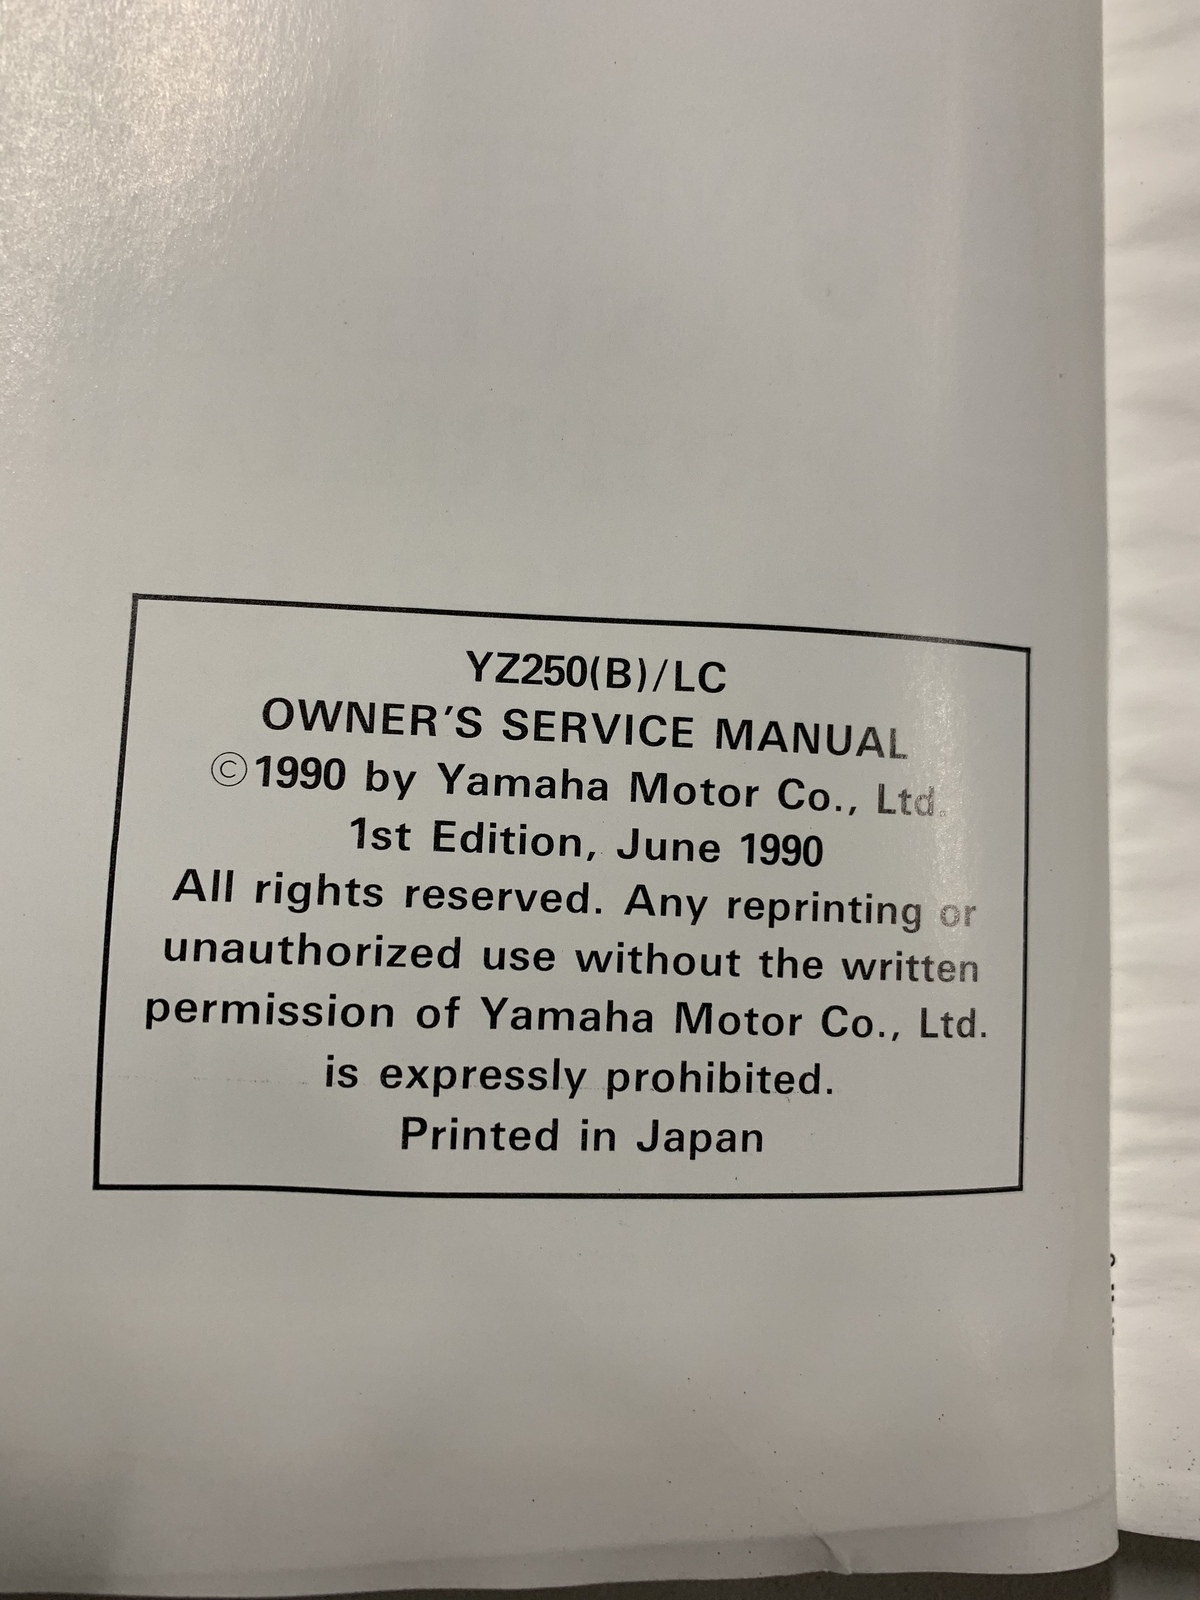 YZ250(B)/LC
OWNER'S SERVICE MANUAL
©1990 by Yamaha Motor Co., Ltd.
1st Edition, June 1990
All rights reserved. Any reprinting or
unauthorized use without the written
permission of Yamaha Motor Co., Ltd.
is expressly prohibited.
Printed in Japan